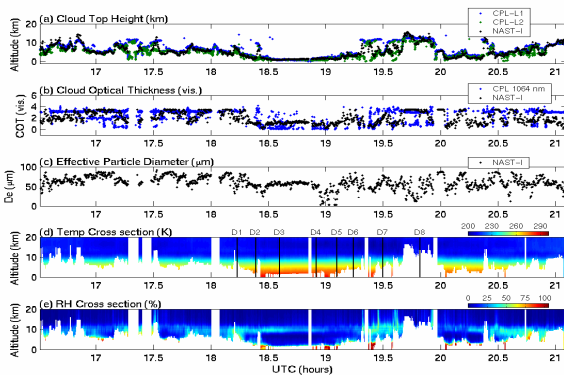 (a) Cloud Top Height (km)
CPL-L1
CPL-L2
NAST-I
Altitude (km)
20
10
0
17 17.5 18 18.5 19 19.5 20 20.5 21
(b) Cloud Optical Thickness (vis.)
CPL 1064 nm
NAST-I
COT (vis.)
6
4
2
0
17 17.5 18 18.5 19 19.5 20 20.5 21
(c) Effective Particle Diameter (μm)
NAST-I
De (μm)
100
50
0
17 17.5 18 18.5 19 19.5 20 20.5 21
(d) Temp Cross section (K)
D1 D2 D3 D4 D5 D6 D7 D8
200 230 260 290
Altitude (km)
20
10
0
17 17.5 18 18.5 19 19.5 20 20.5 21
(e) RH Cross section (%)
0 25 50 75 100
Altitude (km)
20
10
0
17 17.5 18 18.5 19 19.5 20 20.5 21
UTC (hours)